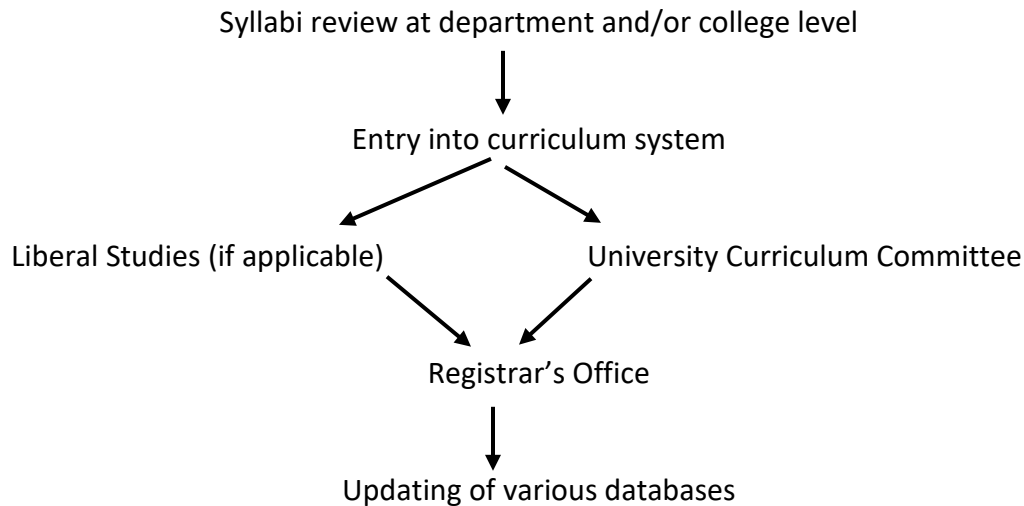 Syllabi review at department and/or college level
Entry into curriculum system
Liberal Studies (if applicable)
University Curriculum Committee
Registrar’s Office
Updating of various databases